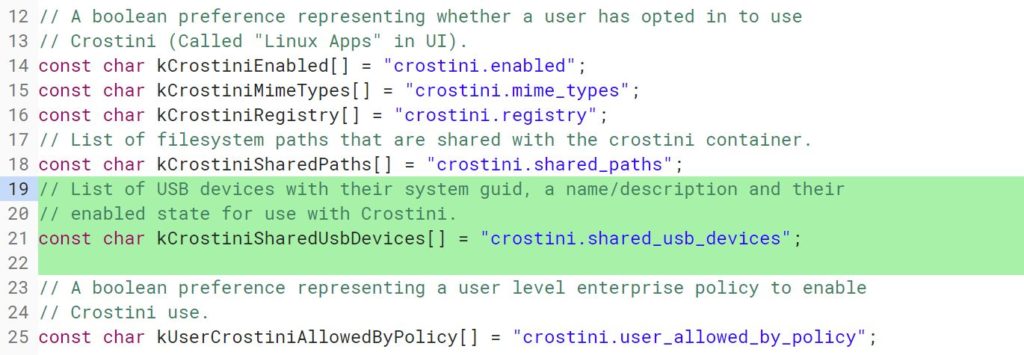 12 // A boolean preference representing whether a user has opted in to use
13 // Crostini (Called "Linux Apps" in UI).
14 const char kCrostiniEnabled[] = "crostini.enabled";
15 const char kCrostiniMimeTypes[] = "crostini.mime_types";
16 const char kCrostiniRegistry[] = "crostini.registry";
17 // List of filesystem paths that are shared with the crostini container.
18 const char kCrostiniSharedPaths[] = "crostini.shared_paths";
19 // List of USB devices with their system guid, a name/description and their
20 // enabled state for use with Crostini.
21 const char kCrostiniSharedUsbDevices[] = "crostini.shared_usb_devices";
22
23 // A boolean preference representing a user level enterprise policy to enable
24 // Crostini use.
25 const char kUserCrostiniAllowedByPolicy[] = "crostini.user_allowed_by_policy";